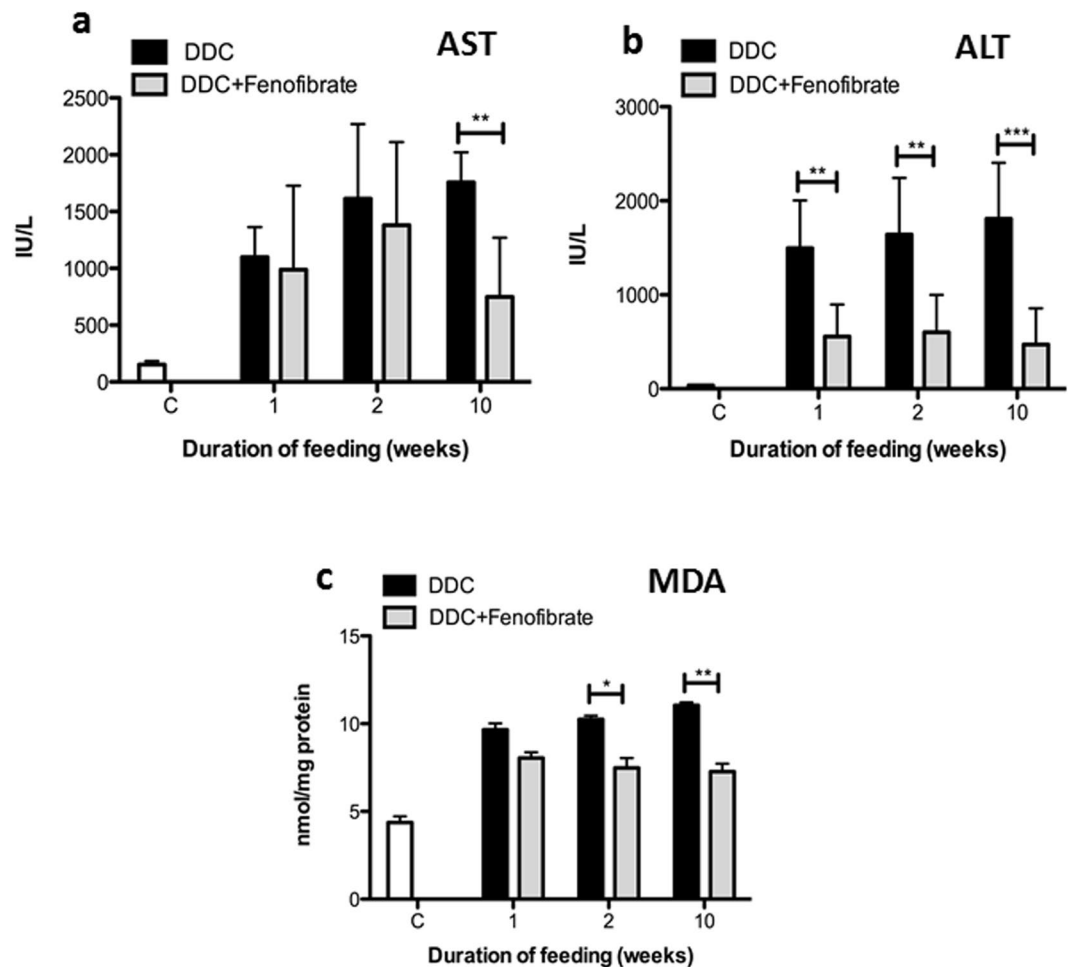 a
AST
DDC
DDC+Fenofibrate
2500
2000
1500
1000
500
0
IU/L
**
C 1 2 10
Duration of feeding (weeks)
b
ALT
DDC
DDC+Fenofibrate
3000
2000
1000
0
IU/L
** ** ***
C 1 2 10
Duration of feeding (weeks)
c
MDA
DDC
DDC+Fenofibrate
15
10
5
0
nmol/mg protein
* **
C 1 2 10
Duration of feeding (weeks)